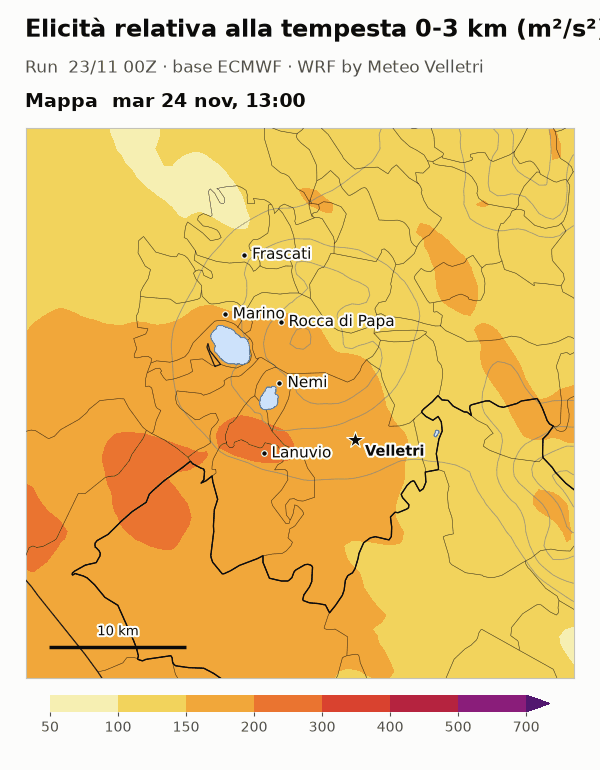 Elicità relativa alla tempesta 0-3 km (m²/s²)
Run  23/11 00Z · base ECMWF · WRF by Meteo Velletri
Mappa  mar 24 nov, 13:00
Frascati
Marino
Rocca di Papa
Nemi
Velletri
Lanuvio
10 km
50 100 150 200 300 400 500 700